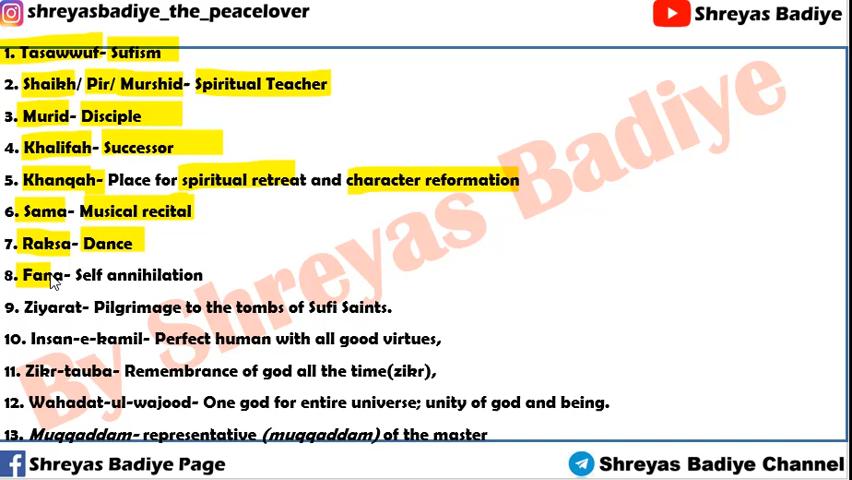 shreyasbadiye_the_peacelover
Shreyas Badiye
1. Tasawwuf- Sufism
2. Shaikh/ Pir/ Murshid- Spiritual Teacher
3. Murid- Disciple
4. Khalifah- Successor
5. Khanqah- Place for spiritual retreat and character reformation
6. Sama- Musical recital
7. Raksa- Dance
8. Fana- Self annihilation
9. Ziyarat- Pilgrimage to the tombs of Sufi Saints.
10. Insan-e-kamil- Perfect human with all good virtues,
11. Zikr-tauba- Remembrance of god all the time(zikr),
12. Wahadat-ul-wajood- One god for entire universe; unity of god and being.
13. Muqqaddam- representative (muqqaddam) of the master
By Shreyas Badiye
Shreyas Badiye Page
Shreyas Badiye Channel